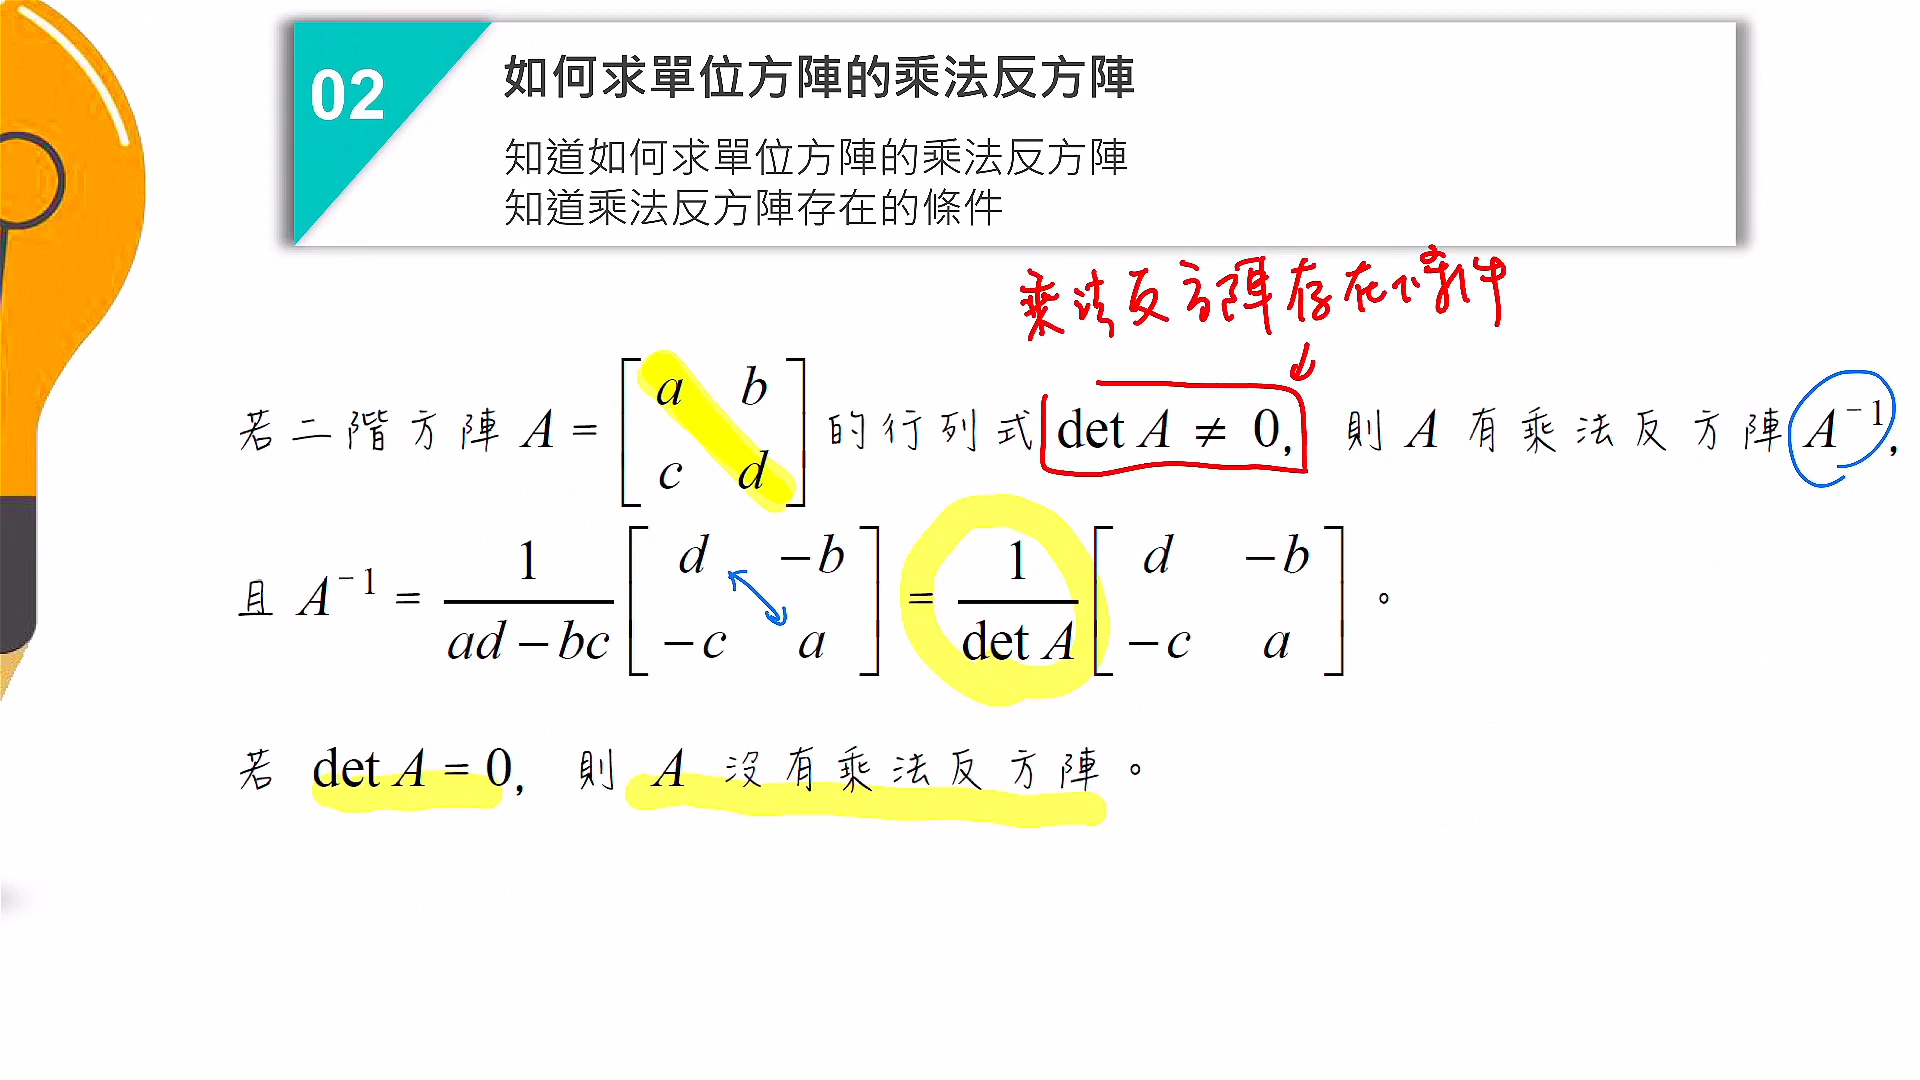 02
如何求單位方陣的乘法反方陣
知道如何求單位方陣的乘法反方陣
知道乘法反方陣存在的條件
乘法反方陣存在條件
若二階方陣 A = [a b; c d] 的行列式 det A ≠ 0, 則 A 有乘法反方陣 A⁻¹,
且 A⁻¹ = 1/(ad − bc) [d −b; −c a] = 1/(det A) [d −b; −c a]。
若 det A = 0, 則 A 沒有乘法反方陣。